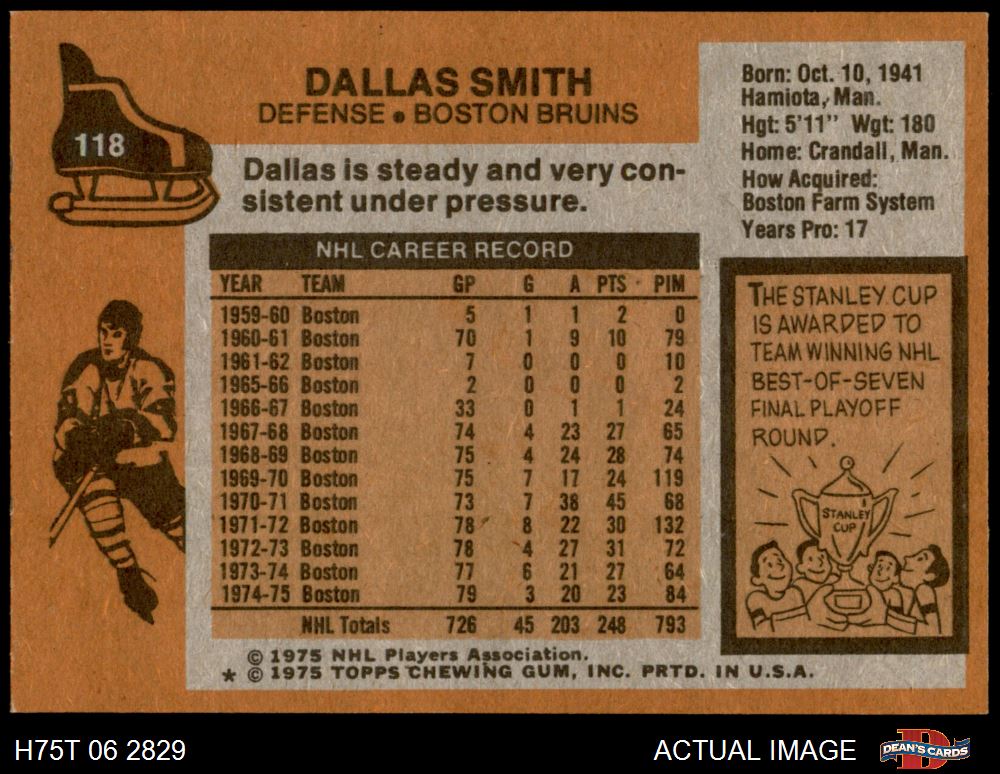 118
DALLAS SMITH
DEFENSE • BOSTON BRUINS
Dallas is steady and very con-
sistent under pressure.
Born: Oct. 10, 1941
Hamiota, Man.
Hgt: 5'11" Wgt: 180
Home: Crandall, Man.
How Acquired:
Boston Farm System
Years Pro: 17
NHL CAREER RECORD
YEAR TEAM GP G A PTS PIM
1959-60 Boston 5 1 1 2 0
1960-61 Boston 70 1 9 10 79
1961-62 Boston 7 0 0 0 10
1965-66 Boston 2 0 0 0 2
1966-67 Boston 33 0 1 1 24
1967-68 Boston 74 4 23 27 65
1968-69 Boston 75 4 24 28 74
1969-70 Boston 75 7 17 24 119
1970-71 Boston 73 7 38 45 68
1971-72 Boston 78 8 22 30 132
1972-73 Boston 78 4 27 31 72
1973-74 Boston 77 6 21 27 64
1974-75 Boston 79 3 20 23 84
NHL Totals 726 45 203 248 793
© 1975 NHL Players Association.
* © 1975 TOPPS CHEWING GUM, INC. PRTD. IN U.S.A.
THE STANLEY CUP
IS AWARDED TO
TEAM WINNING NHL
BEST-OF-SEVEN
FINAL PLAYOFF
ROUND.
STANLEY
CUP
H75T 06 2829
ACTUAL IMAGE
D
DEAN'S CARDS